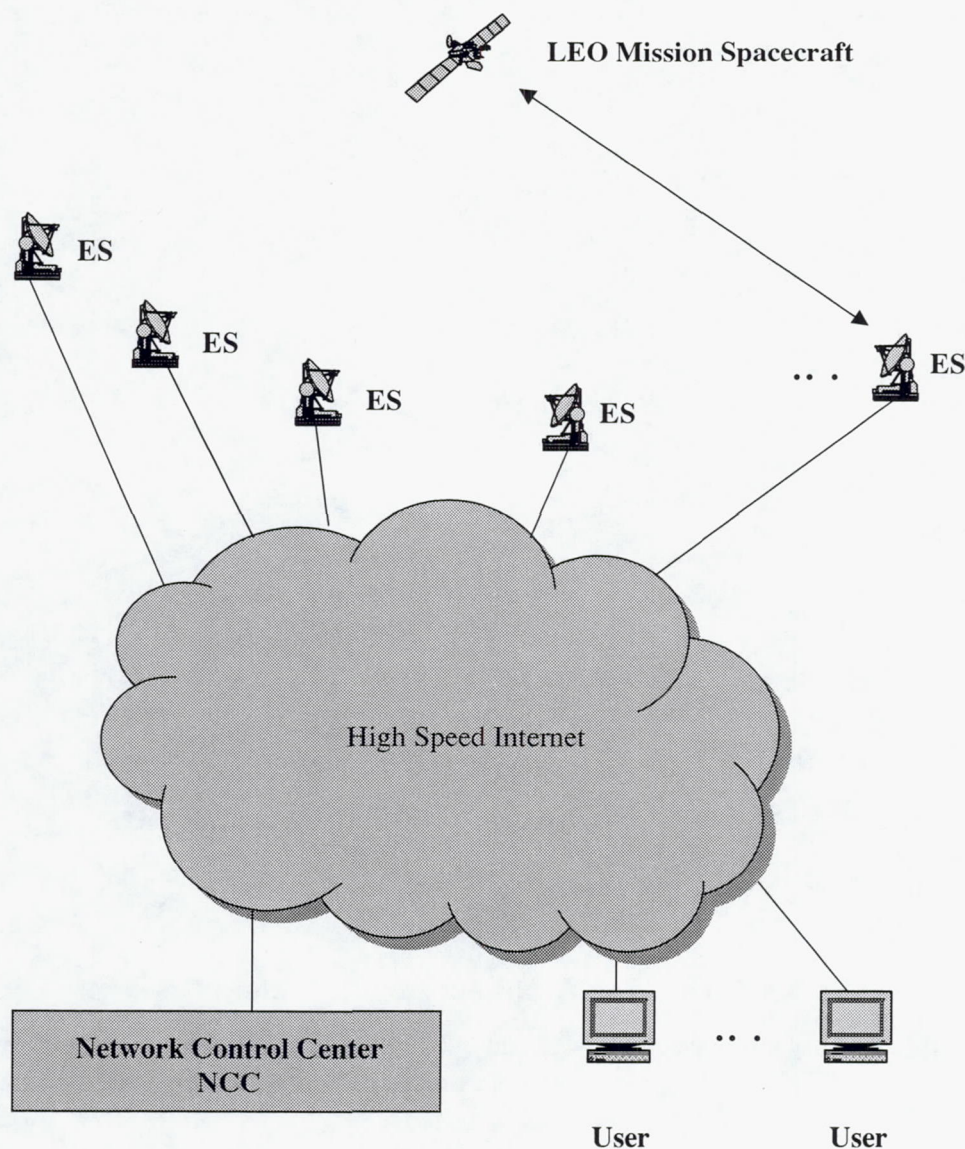 LEO Mission Spacecraft
ES
ES
ES
ES
. . .
ES
High Speed Internet
Network Control Center
NCC
. . .
User
User